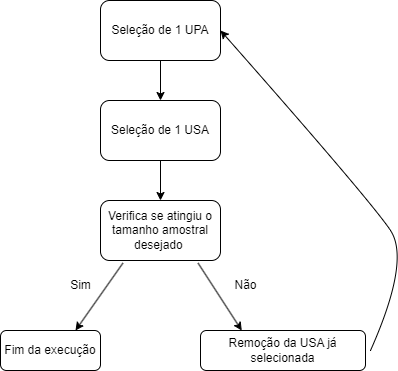 Seleção de 1 UPA
Seleção de 1 USA
Verifica se atingiu o
tamanho amostral
desejado
Sim
Não
Fim da execução
Remoção da USA já
selecionada